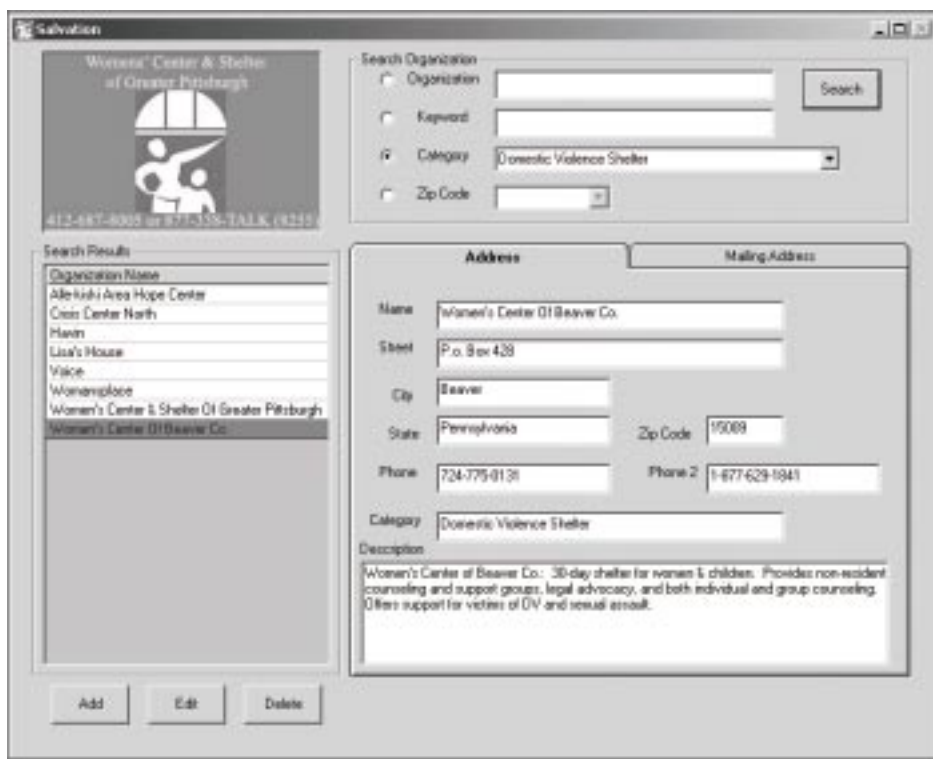 Salvation
Womens' Center & Shelter
of Greater Pittsburgh
412-687-8005 or 877-338-TALK (8255)
Search Organization
Organization
Search
Keyword
Category
Domestic Violence Shelter
Zip Code
Search Results
Organization Name
Alle-kiski Area Hope Center
Crisis Center North
Havin
Lisa's House
Voice
Womansplace
Women's Center & Shelter Of Greater Pittsburgh
Women's Center Of Beaver Co.
Address
Mailing Address
Name
Women's Center Of Beaver Co.
Street
P.o. Box 428
City
Beaver
State
Pennsylvania
Zip Code
15009
Phone
724-775-0131
Phone 2
1-877-629-1841
Category
Domestic Violence Shelter
Description
Women's Center of Beaver Co.: 30-day shelter for women & children. Provides non-resident
counseling and support groups, legal advocacy, and both individual and group counseling.
Offers support for victims of DV and sexual assault.
Add
Edit
Delete